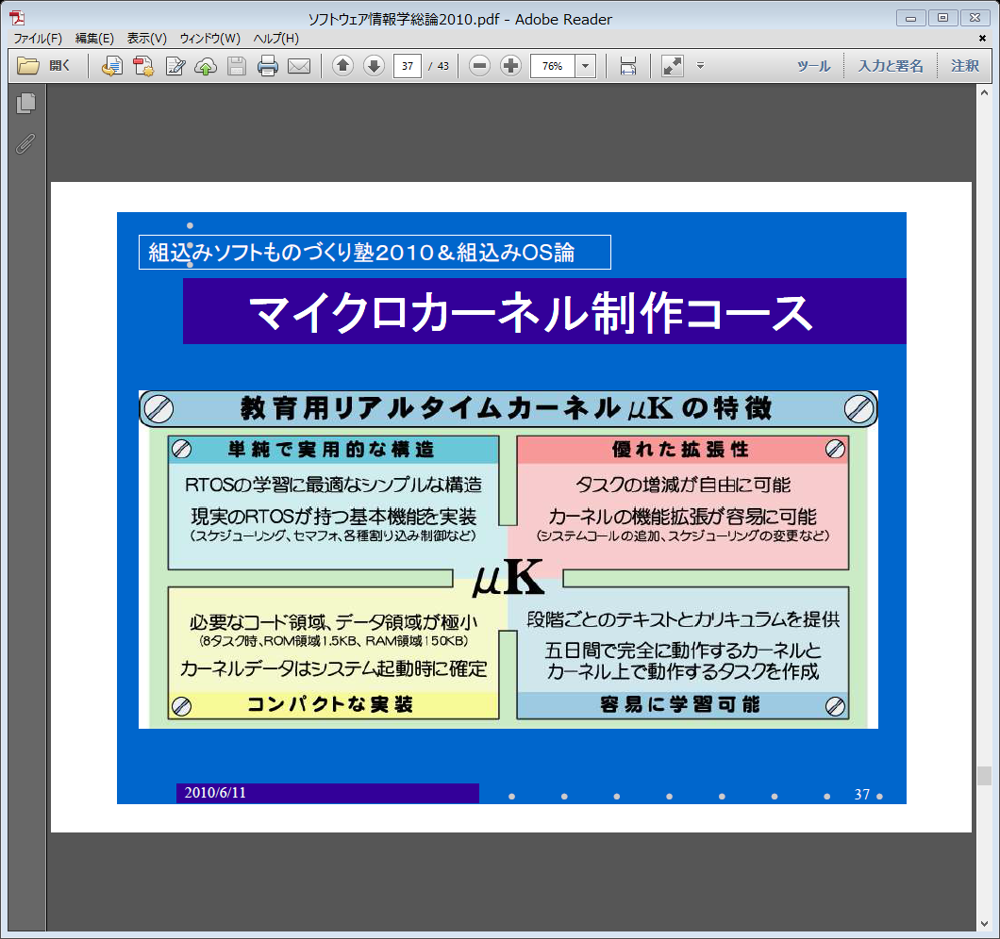 ソフトウェア情報学総論2010.pdf - Adobe Reader
ファイル(F) 編集(E) 表示(V) ウィンドウ(W) ヘルプ(H)
開く 37 / 43 76% ツール 入力と署名 注釈
組込みソフトものづくり塾2010＆組込みOS論
マイクロカーネル制作コース
教育用リアルタイムカーネルμKの特徴
単純で実用的な構造
RTOSの学習に最適なシンプルな構造
現実のRTOSが持つ基本機能を実装
(スケジューリング、セマフォ、各種割り込み制御など)
優れた拡張性
タスクの増減が自由に可能
カーネルの機能拡張が容易に可能
(システムコールの追加、スケジューリングの変更など)
μK
必要なコード領域、データ領域が極小
(8タスク時、ROM領域1.5KB、RAM領域150KB)
カーネルデータはシステム起動時に確定
コンパクトな実装
段階ごとのテキストとカリキュラムを提供
五日間で完全に動作するカーネルと
カーネル上で動作するタスクを作成
容易に学習可能
2010/6/11
37